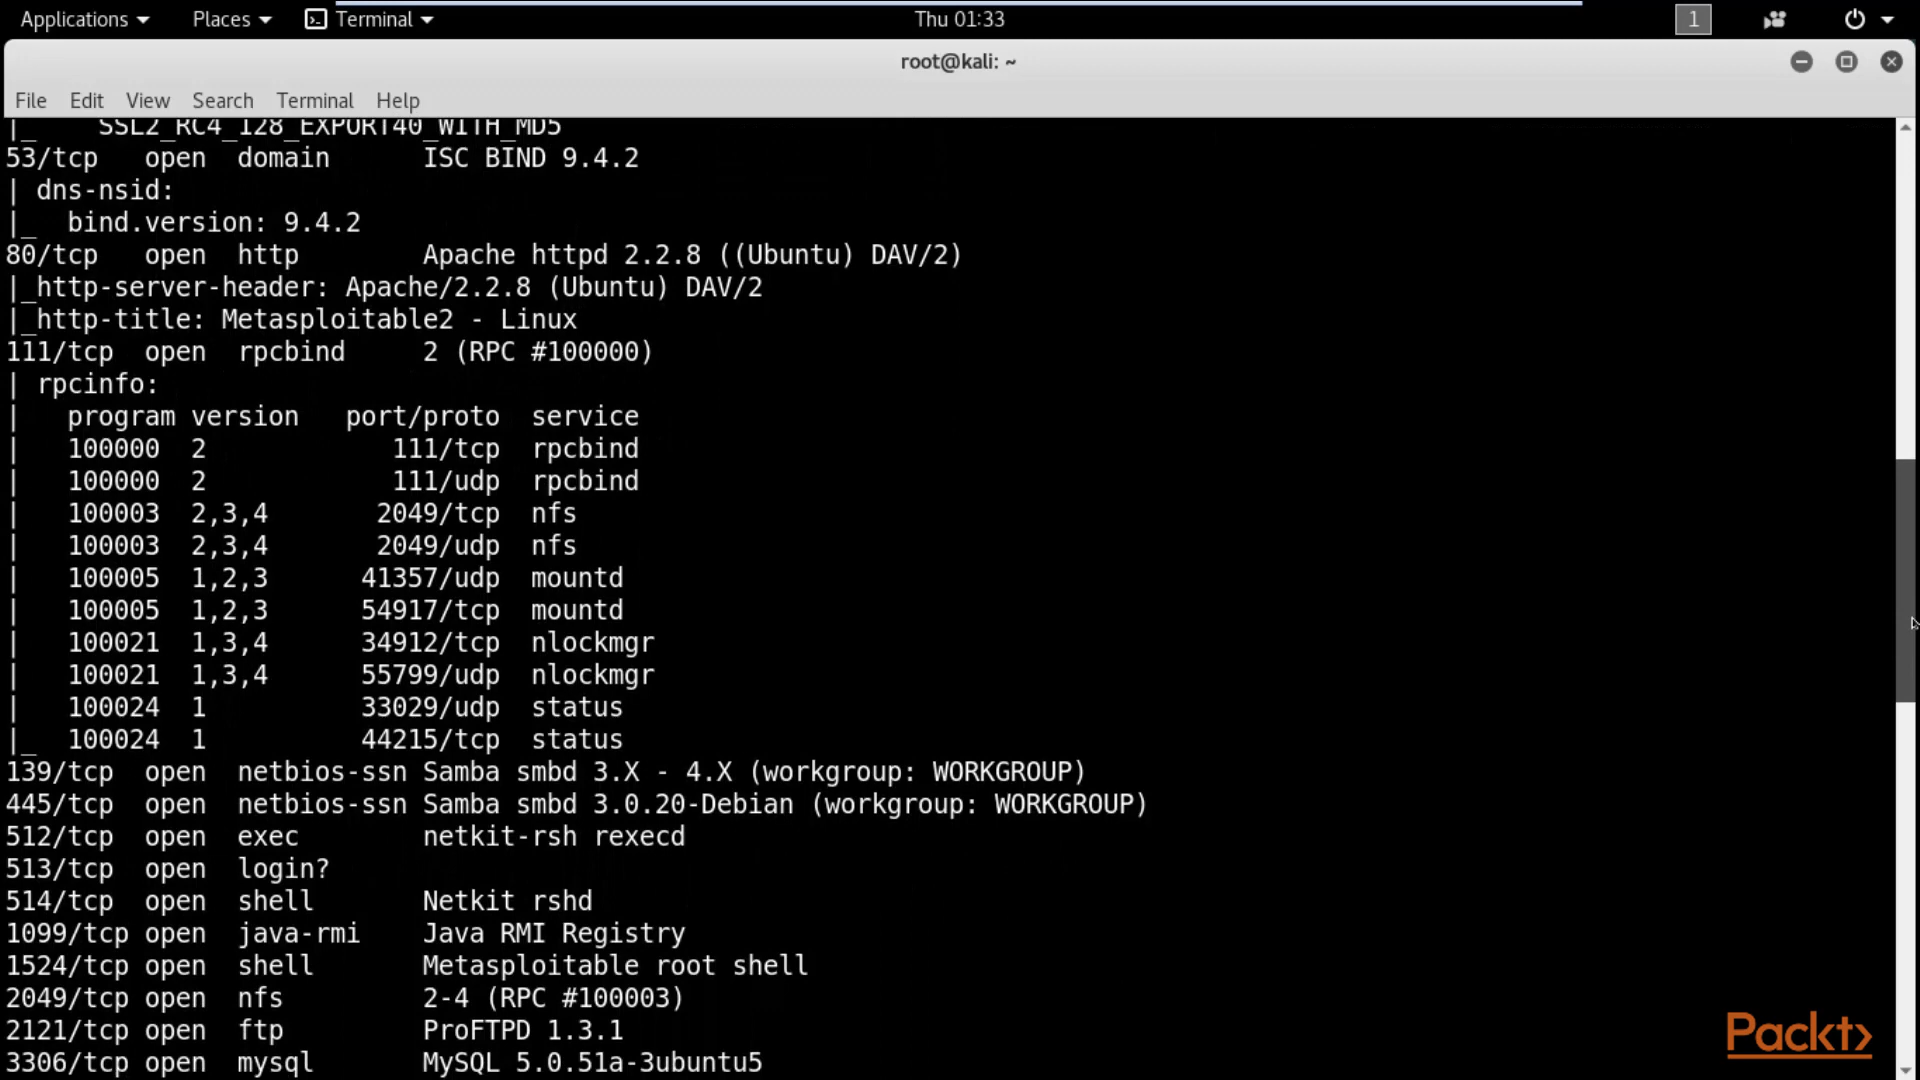 Applications Places Terminal Thu 01:33 1
root@kali: ~
File Edit View Search Terminal Help
|_    SSL2_RC4_128_EXPORT40_WITH_MD5
53/tcp   open  domain      ISC BIND 9.4.2
| dns-nsid:
|_  bind.version: 9.4.2
80/tcp   open  http        Apache httpd 2.2.8 ((Ubuntu) DAV/2)
|_http-server-header: Apache/2.2.8 (Ubuntu) DAV/2
|_http-title: Metasploitable2 - Linux
111/tcp  open  rpcbind     2 (RPC #100000)
| rpcinfo:
|   program version   port/proto  service
|   100000  2            111/tcp  rpcbind
|   100000  2            111/udp  rpcbind
|   100003  2,3,4       2049/tcp  nfs
|   100003  2,3,4       2049/udp  nfs
|   100005  1,2,3      41357/udp  mountd
|   100005  1,2,3      54917/tcp  mountd
|   100021  1,3,4      34912/tcp  nlockmgr
|   100021  1,3,4      55799/udp  nlockmgr
|   100024  1          33029/udp  status
|_  100024  1          44215/tcp  status
139/tcp  open  netbios-ssn Samba smbd 3.X - 4.X (workgroup: WORKGROUP)
445/tcp  open  netbios-ssn Samba smbd 3.0.20-Debian (workgroup: WORKGROUP)
512/tcp  open  exec        netkit-rsh rexecd
513/tcp  open  login?
514/tcp  open  shell       Netkit rshd
1099/tcp open  java-rmi    Java RMI Registry
1524/tcp open  shell       Metasploitable root shell
2049/tcp open  nfs         2-4 (RPC #100003)
2121/tcp open  ftp         ProFTPD 1.3.1
3306/tcp open  mysql       MySQL 5.0.51a-3ubuntu5
Packt>